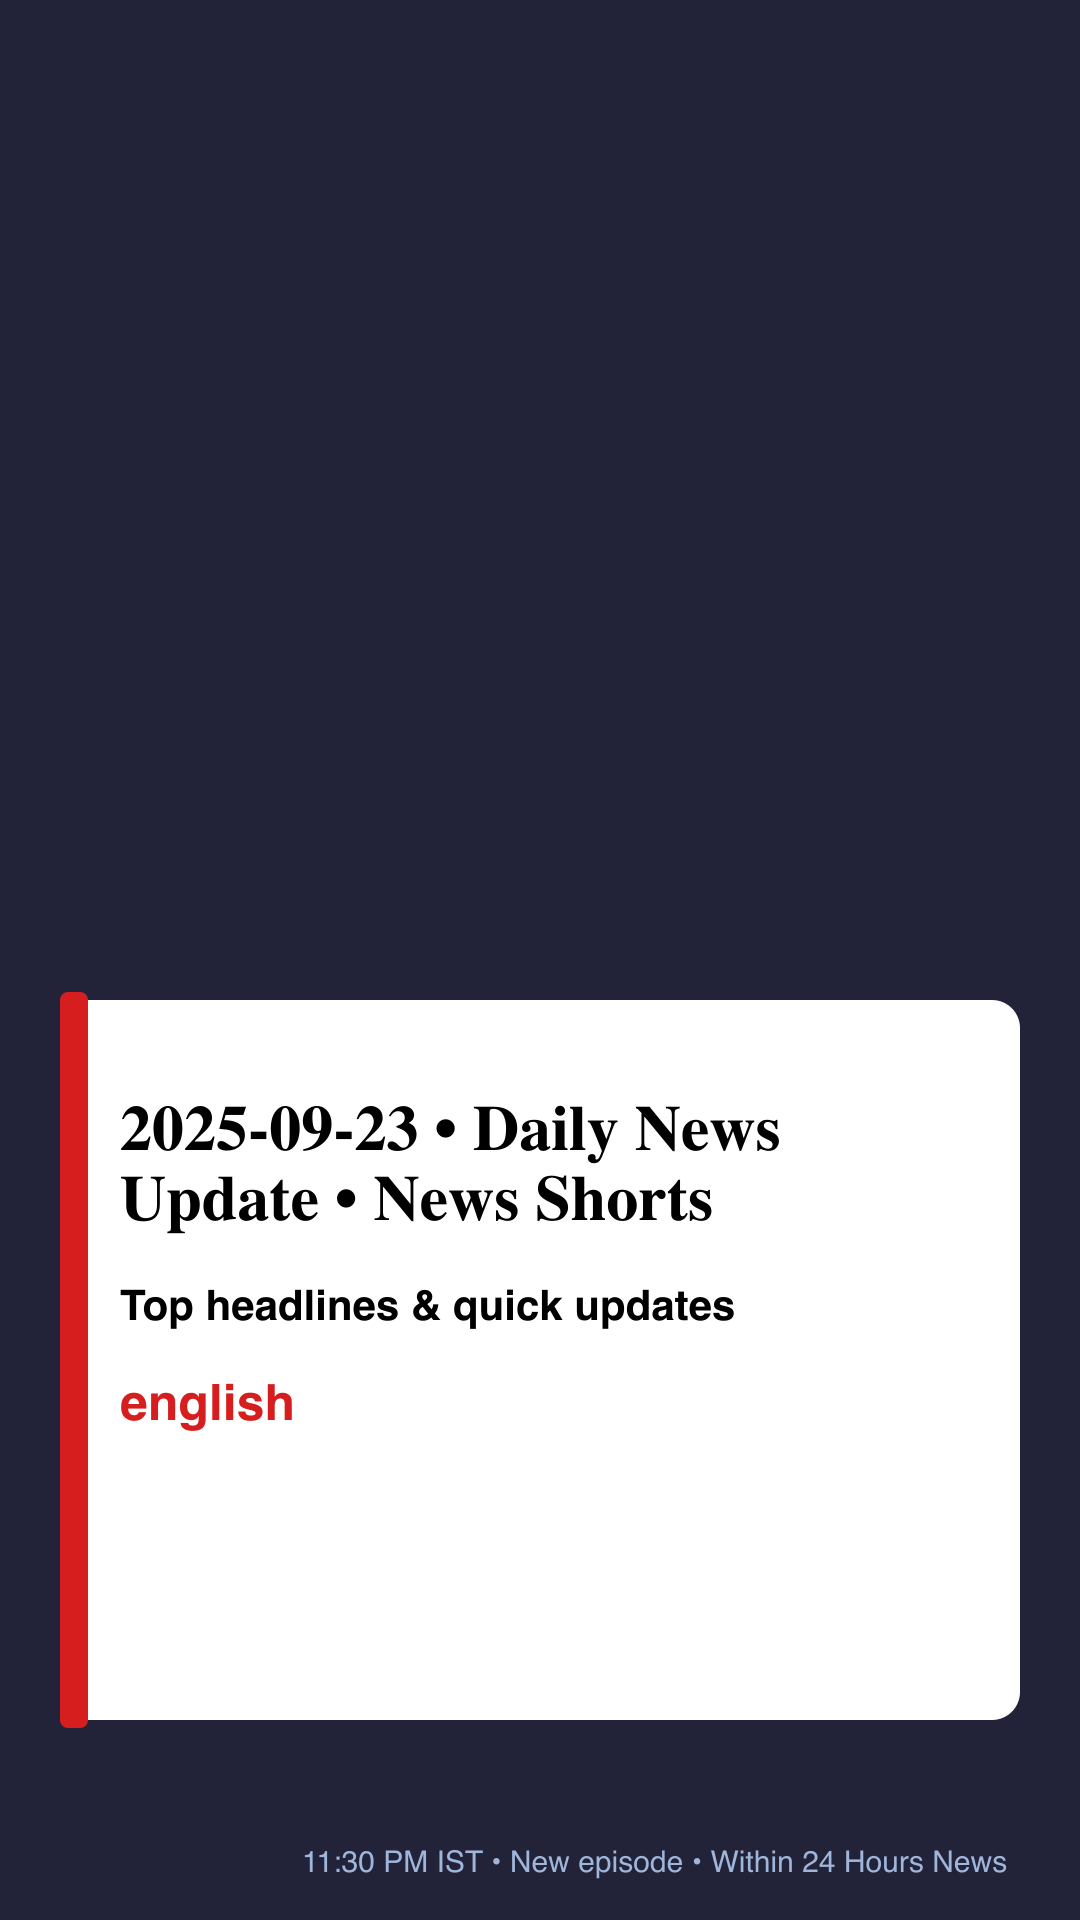 2025-09-23 • Daily News
Update • News Shorts
Top headlines & quick updates
english
11:30 PM IST • New episode • Within 24 Hours News